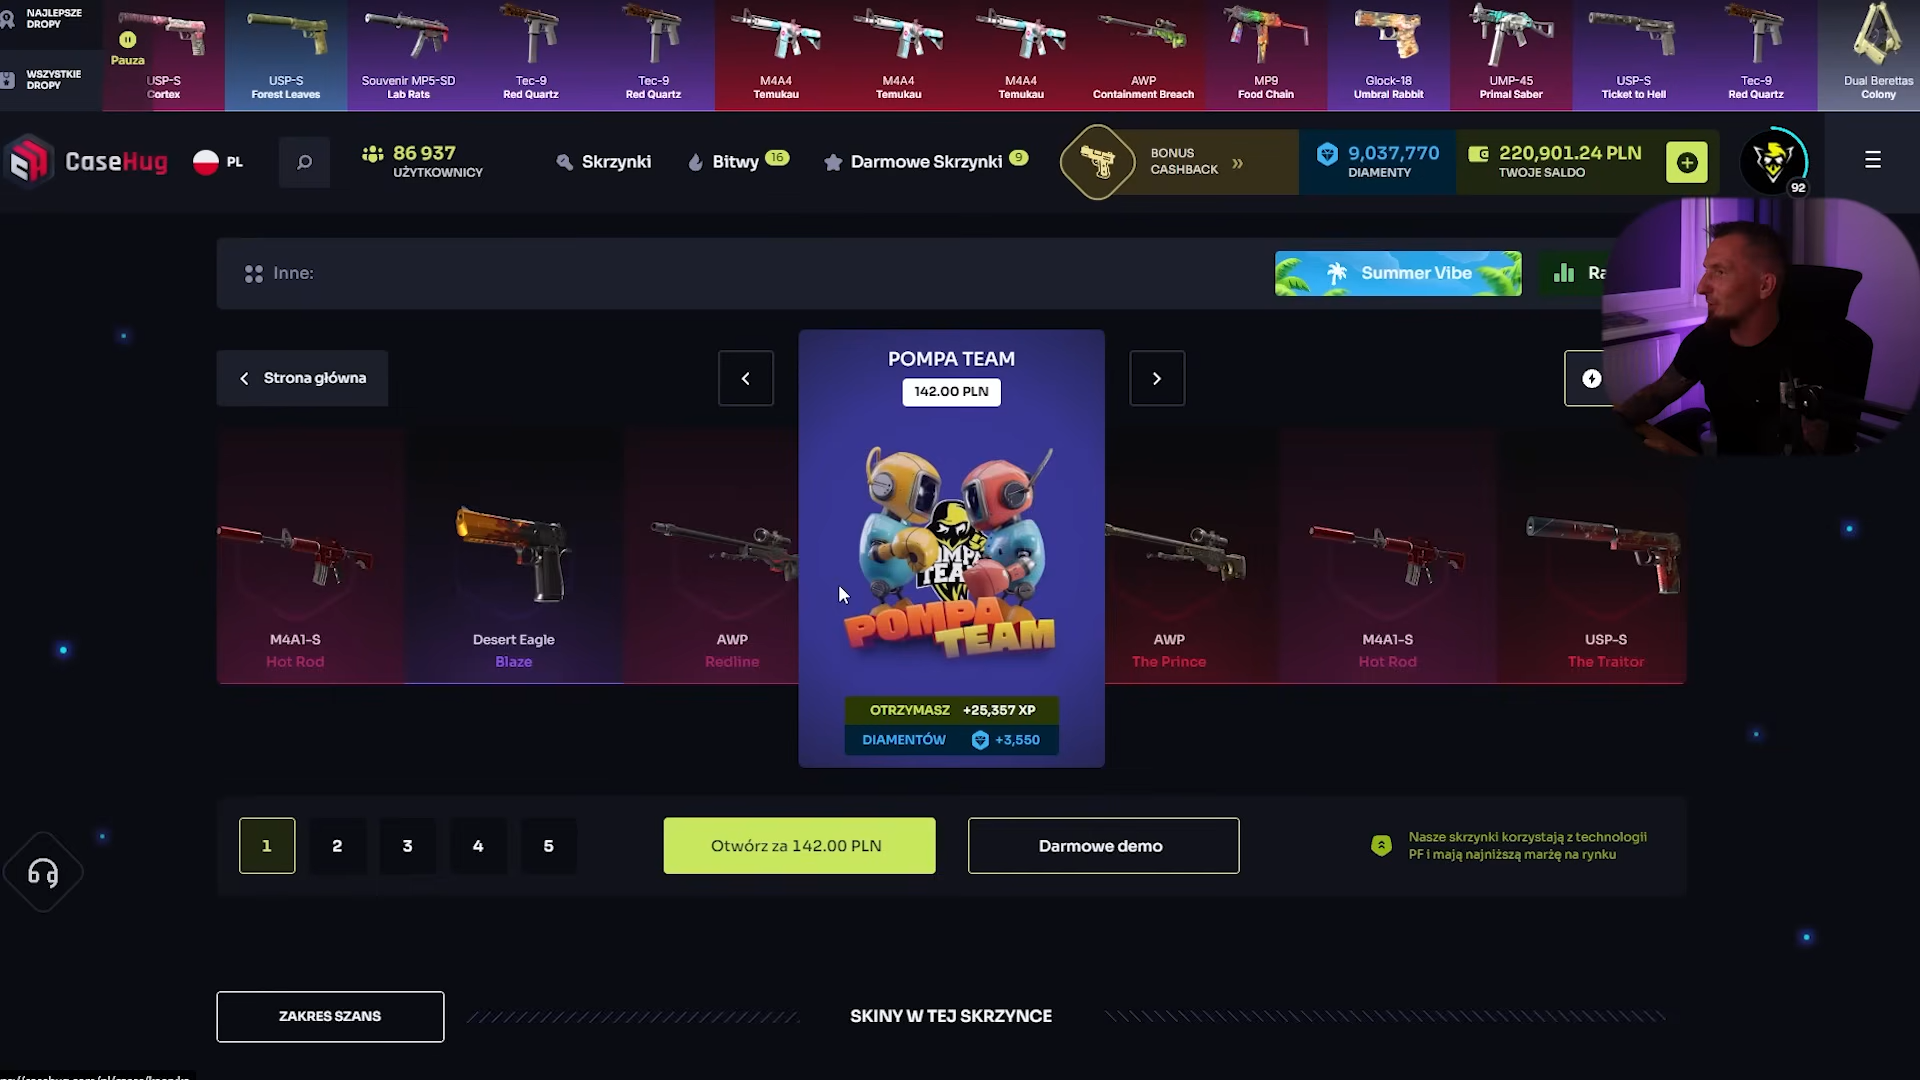 NAJLEPSZE
DROPY
WSZYSTKIE
DROPY
Pauza
USP-S
Cortex
USP-S
Forest Leaves
Souvenir MP5-SD
Lab Rats
Tec-9
Red Quartz
Tec-9
Red Quartz
M4A4
Temukau
M4A4
Temukau
M4A4
Temukau
AWP
Containment Breach
MP9
Food Chain
Glock-18
Umbral Rabbit
UMP-45
Primal Saber
USP-S
Ticket to Hell
Tec-9
Red Quartz
Dual Berettas
Colony
CaseHug
PL
86 937
UŻYTKOWNICY
Skrzynki
Bitwy 16
Darmowe Skrzynki 9
BONUS
CASHBACK
9,037,770
DIAMENTY
220,901.24 PLN
TWOJE SALDO
92
Inne:
Summer Vibe
Strona główna
POMPA TEAM
142.00 PLN
M4A1-S
Hot Rod
Desert Eagle
Blaze
AWP
Redline
POMPA
TEAM
AWP
The Prince
M4A1-S
Hot Rod
USP-S
The Traitor
OTRZYMASZ +25,357 XP
DIAMENTÓW +3,550
1
2
3
4
5
Otwórz za 142.00 PLN
Darmowe demo
Nasze skrzynki korzystają z technologii
PF i mają najniższą marżę na rynku
ZAKRES SZANS
SKINY W TEJ SKRZYNCE